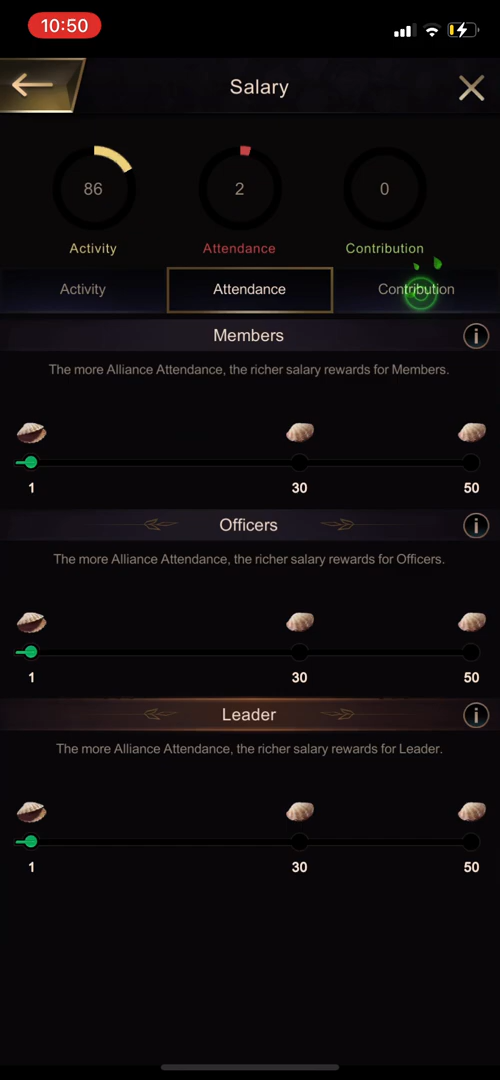 10:50
Salary
86
2
0
Activity
Attendance
Contribution
Activity
Attendance
Contribution
Members
i
The more Alliance Attendance, the richer salary rewards for Members.
1
30
50
Officers
i
The more Alliance Attendance, the richer salary rewards for Officers.
1
30
50
Leader
i
The more Alliance Attendance, the richer salary rewards for Leader.
1
30
50